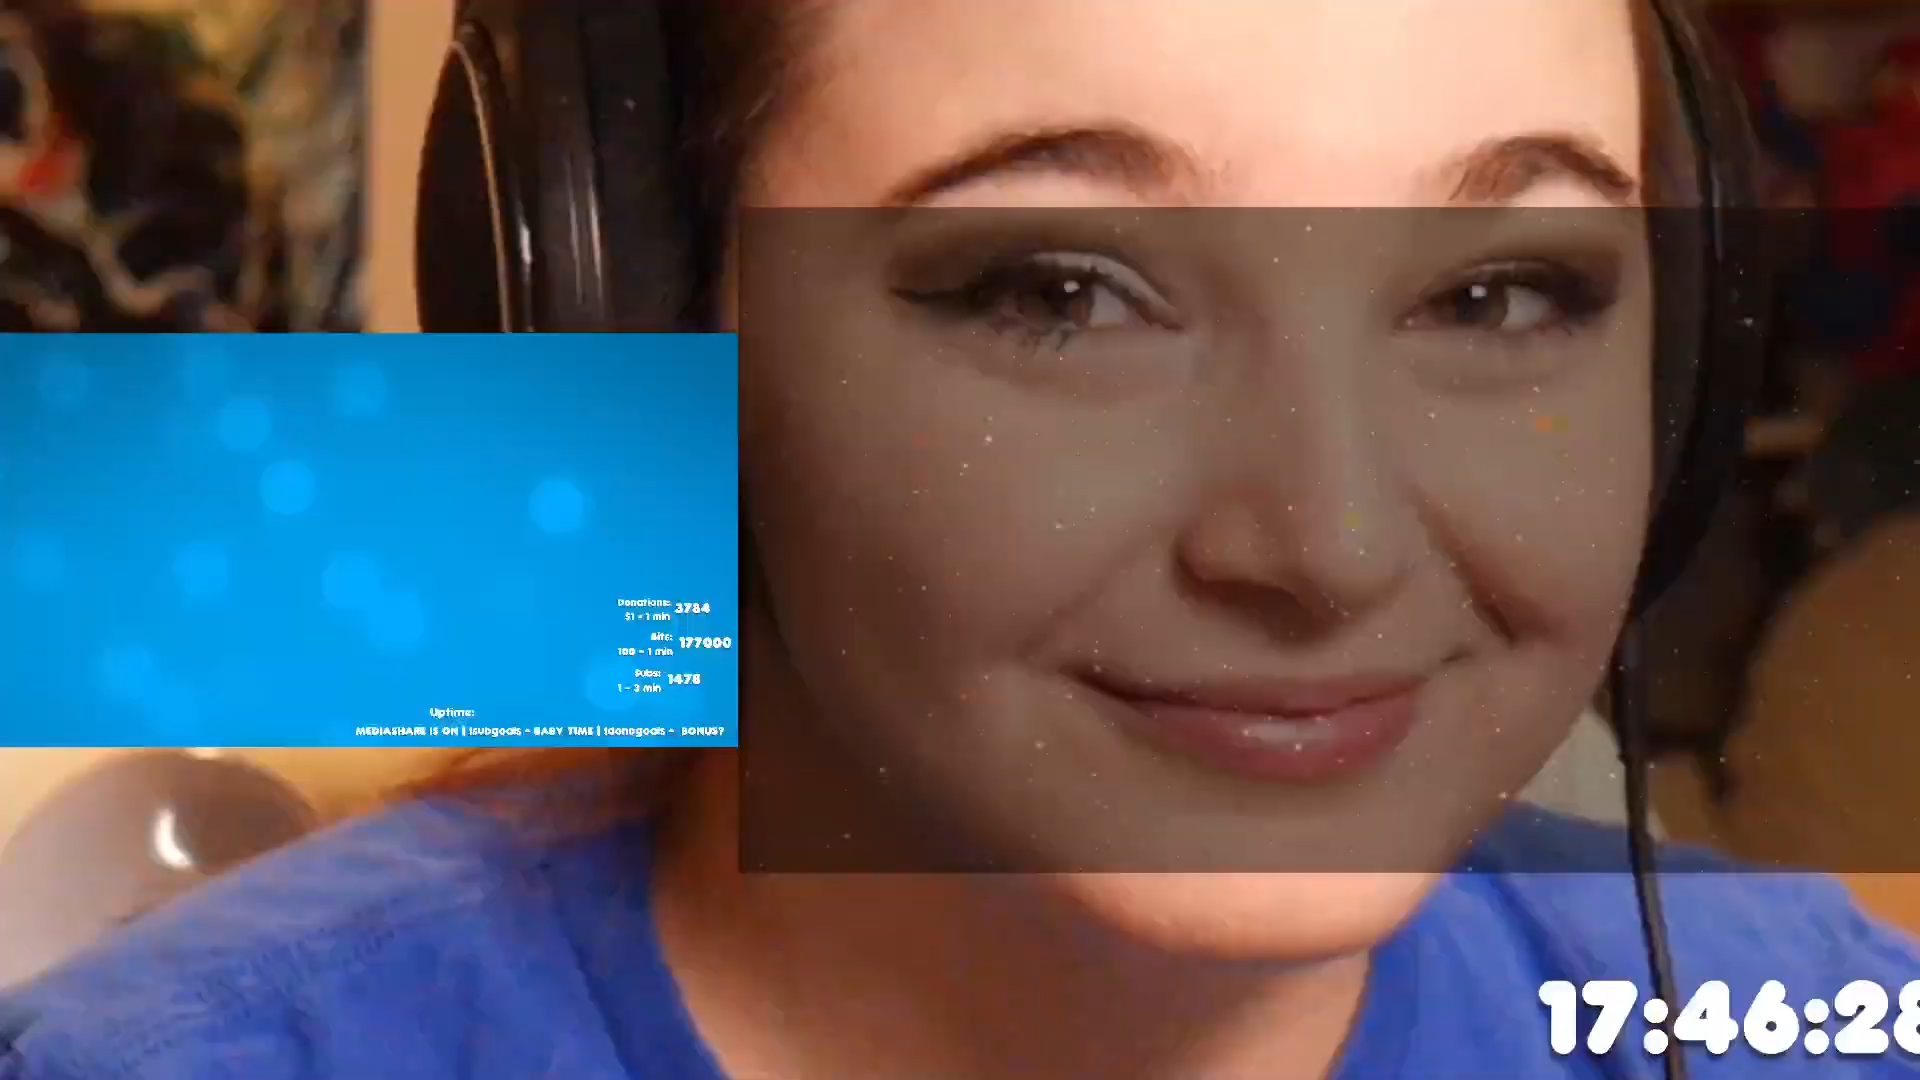 Donations: 3784
$1 = 1 min
Bits: 177000
100 = 1 min
Subs: 1478
1 = 3 min
Uptime:
MEDIASHARE IS ON | !subgoals - BABY TIME | !donogoals - BONUS?
17:46:28